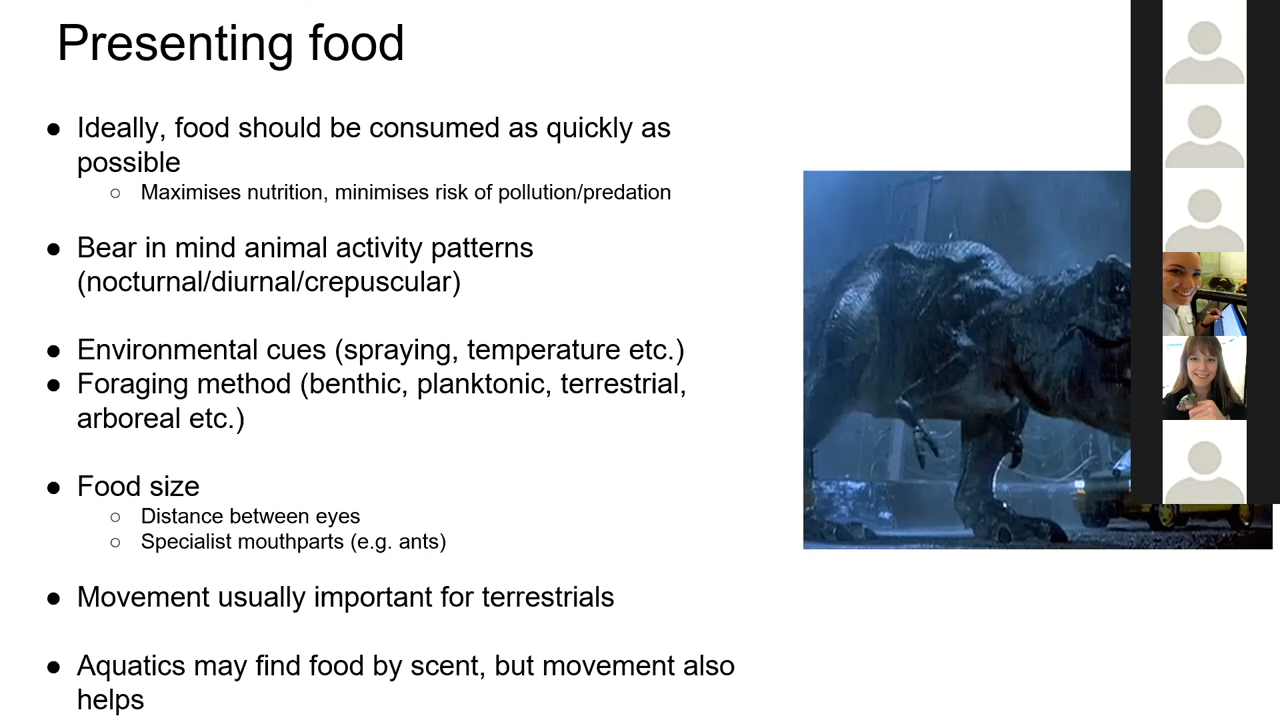 Presenting food
● Ideally, food should be consumed as quickly as
possible
○ Maximises nutrition, minimises risk of pollution/predation
● Bear in mind animal activity patterns
(nocturnal/diurnal/crepuscular)
● Environmental cues (spraying, temperature etc.)
● Foraging method (benthic, planktonic, terrestrial,
arboreal etc.)
● Food size
○ Distance between eyes
○ Specialist mouthparts (e.g. ants)
● Movement usually important for terrestrials
● Aquatics may find food by scent, but movement also
helps